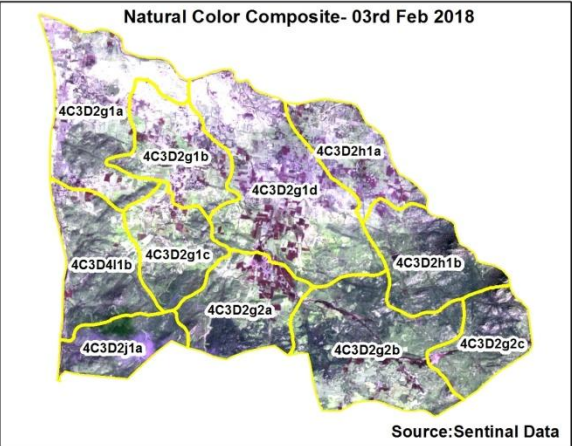 Natural Color Composite- 03rd Feb 2018
4C3D2g1a
4C3D2g1b
4C3D2h1a
4C3D2g1d
4C3D4l1b
4C3D2g1c
4C3D2h1b
4C3D2g2a
4C3D2j1a
4C3D2g2b
4C3D2g2c
Source:Sentinal Data